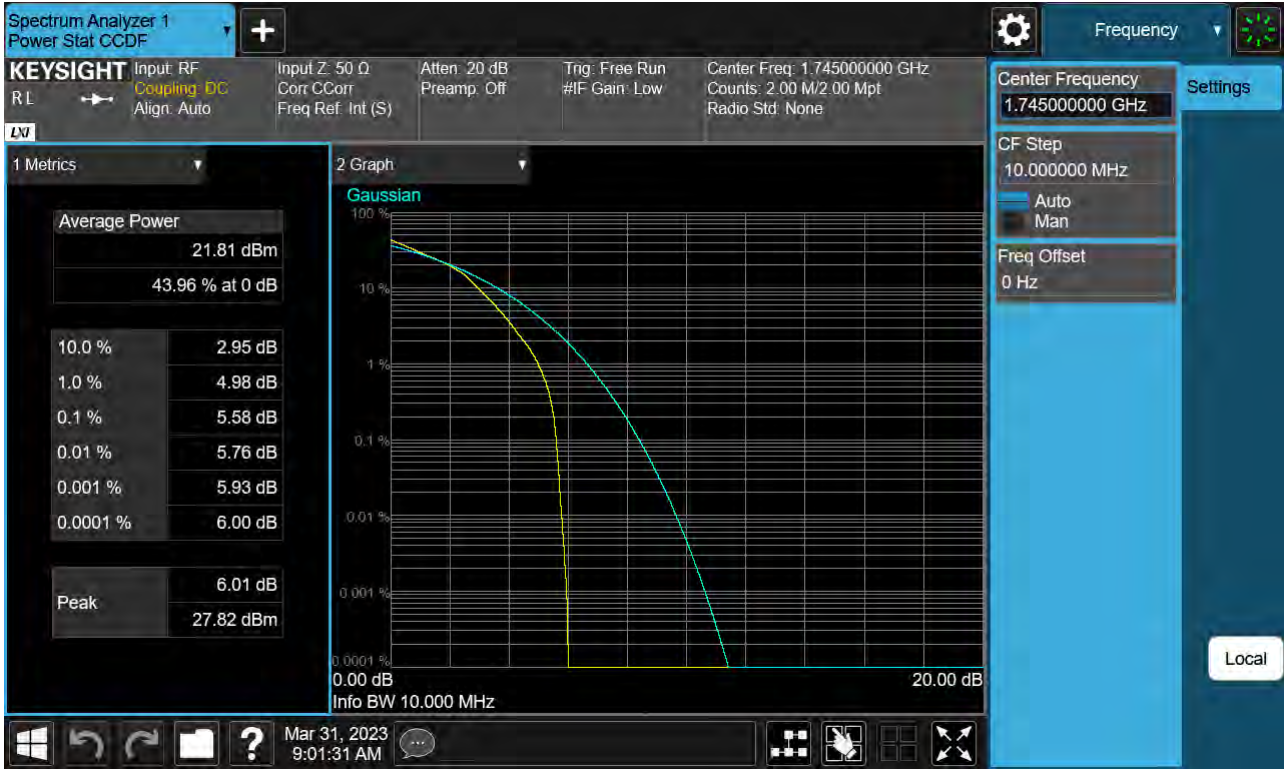 Spectrum Analyzer 1
Power Stat CCDF
+
Frequency
KEYSIGHT
RL
LXI
Input: RF
Coupling: DC
Align: Auto
Input Z: 50 Ω
Corr CCorr
Freq Ref: Int (S)
Atten: 20 dB
Preamp: Off
Trig: Free Run
#IF Gain: Low
Center Freq: 1.745000000 GHz
Counts: 2.00 M/2.00 Mpt
Radio Std: None
Center Frequency
1.745000000 GHz
Settings
CF Step
10.000000 MHz
Auto
Man
Freq Offset
0 Hz
1 Metrics
Average Power
21.81 dBm
43.96 % at 0 dB
10.0 % 2.95 dB
1.0 % 4.98 dB
0.1 % 5.58 dB
0.01 % 5.76 dB
0.001 % 5.93 dB
0.0001 % 6.00 dB
Peak
6.01 dB
27.82 dBm
2 Graph
Gaussian
100 %
10 %
1 %
0.1 %
0.01 %
0.001 %
0.0001 %
0.00 dB 20.00 dB
Info BW 10.000 MHz
Local
?
Mar 31, 2023
9:01:31 AM